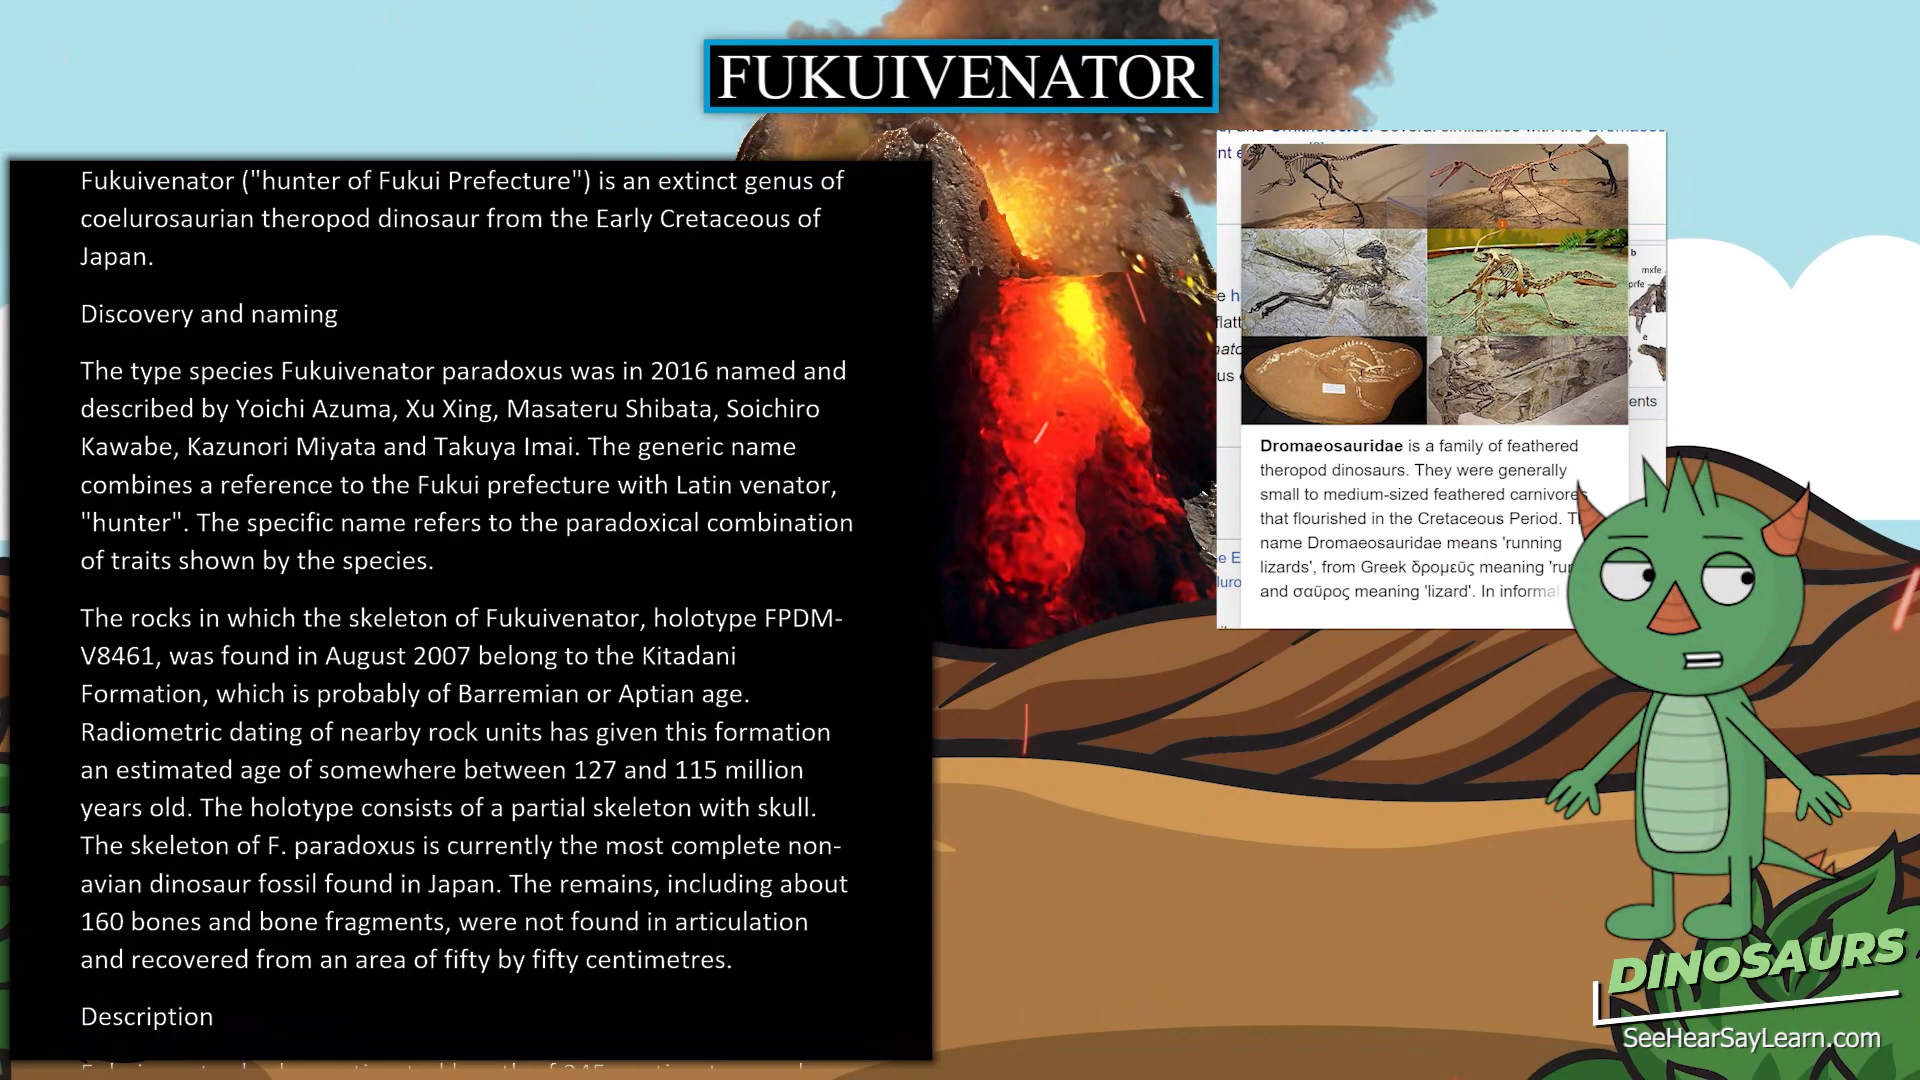 FUKUIVENATOR
Fukuivenator ("hunter of Fukui Prefecture") is an extinct genus of
coelurosaurian theropod dinosaur from the Early Cretaceous of
Japan.
Discovery and naming
The type species Fukuivenator paradoxus was in 2016 named and
described by Yoichi Azuma, Xu Xing, Masateru Shibata, Soichiro
Kawabe, Kazunori Miyata and Takuya Imai. The generic name
combines a reference to the Fukui prefecture with Latin venator,
"hunter". The specific name refers to the paradoxical combination
of traits shown by the species.
The rocks in which the skeleton of Fukuivenator, holotype FPDM-
V8461, was found in August 2007 belong to the Kitadani
Formation, which is probably of Barremian or Aptian age.
Radiometric dating of nearby rock units has given this formation
an estimated age of somewhere between 127 and 115 million
years old. The holotype consists of a partial skeleton with skull.
The skeleton of F. paradoxus is currently the most complete non-
avian dinosaur fossil found in Japan. The remains, including about
160 bones and bone fragments, were not found in articulation
and recovered from an area of fifty by fifty centimetres.
Description
nt e
e h
flatt
us
e E
b
mxfe
prfe
e
ents
Dromaeosauridae is a family of feathered
theropod dinosaurs. They were generally
small to medium-sized feathered carnivores
that flourished in the Cretaceous Period. T
name Dromaeosauridae means 'running
lizards', from Greek δρομεῦς meaning 'ru
and σαῦρος meaning 'lizard'. In informal
DINOSAURS
SeeHearSayLearn.com